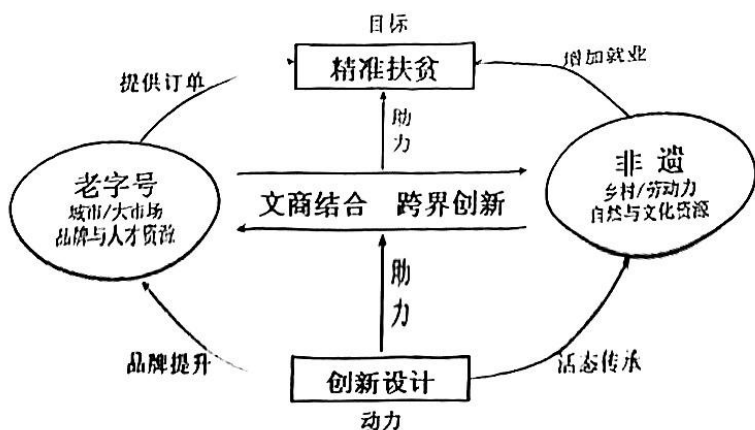 目标
精准扶贫
提供订单
增加就业
助力
老字号
城市/大市场
品牌与人才资源
非遗
乡村/劳动力
自然与文化资源
文商结合 跨界创新
助力
品牌提升
活态传承
创新设计
动力